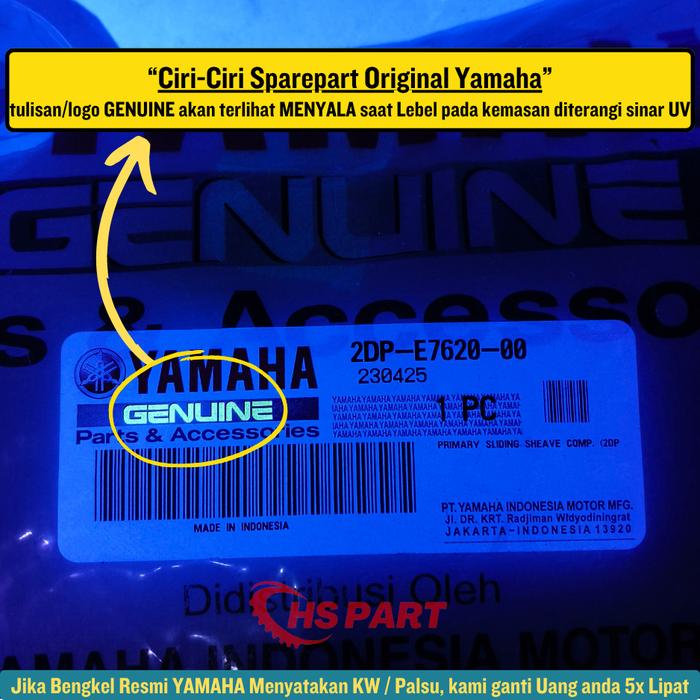 “Ciri-Ciri Sparepart Original Yamaha”
tulisan/logo GENUINE akan terlihat MENYALA saat Lebel pada kemasan diterangi sinar UV
GENUINE
s & Accesso
YAMAHA
GENUINE
Parts & Accessories
2DP-E7620-00
230425
1 PC
PRIMARY SLIDING SHEAVE COMP. (2DP
MADE IN INDONESIA
PT. YAMAHA INDONESIA MOTOR MFG.
Jl. DR. KRT. Radjiman Widyodiningrat
JAKARTA-INDONESIA 13920
Didistribusi Oleh
HS PART
YAMAHA INDONESIA MOTOR
Jika Bengkel Resmi YAMAHA Menyatakan KW / Palsu, kami ganti Uang anda 5x Lipat